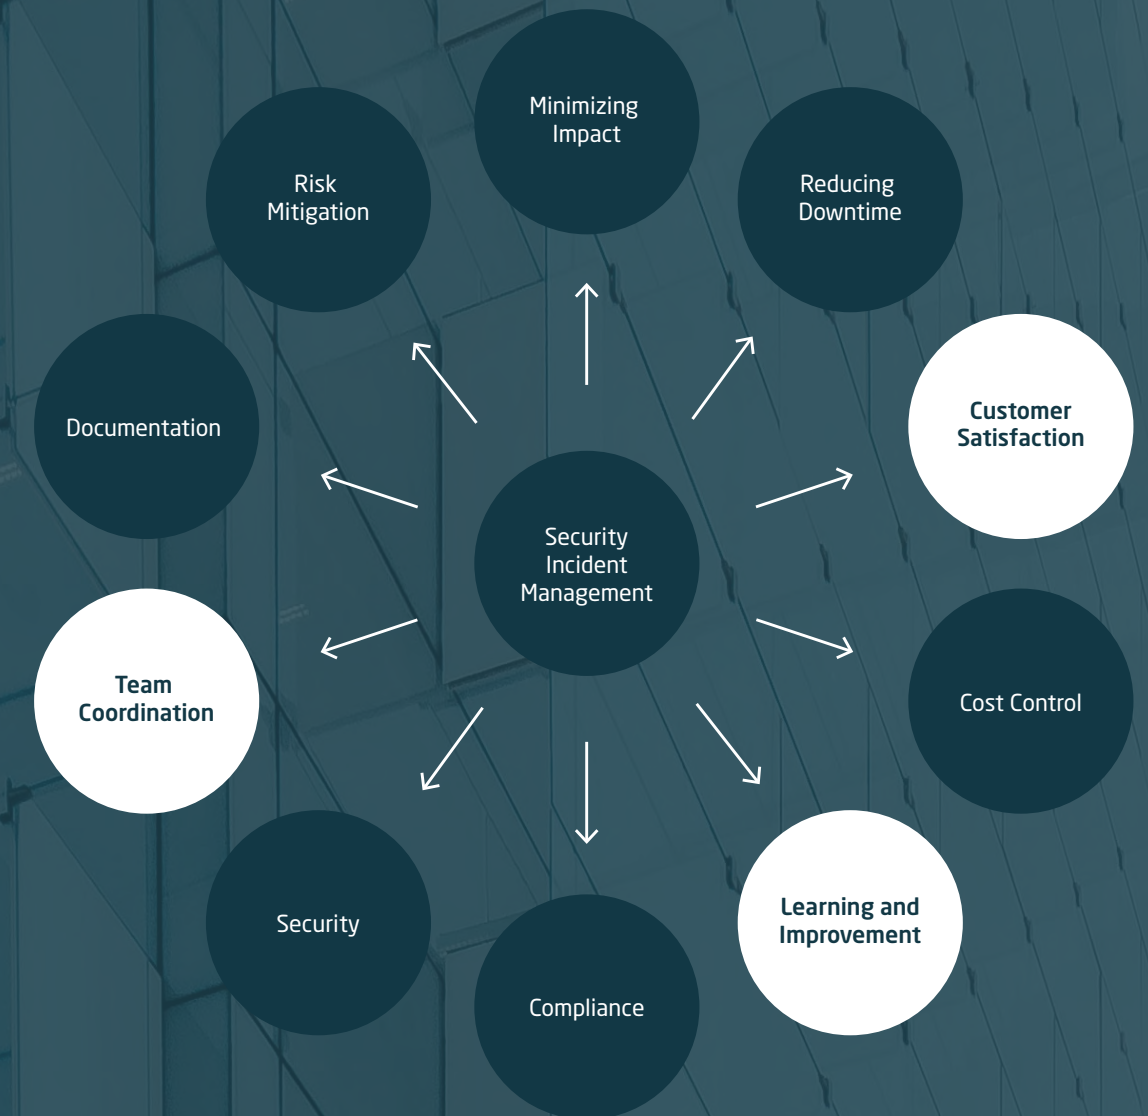 Minimizing
Impact
Risk
Mitigation
Reducing
Downtime
Documentation
Customer
Satisfaction
Security
Incident
Management
Team
Coordination
Cost Control
Security
Learning and
Improvement
Compliance